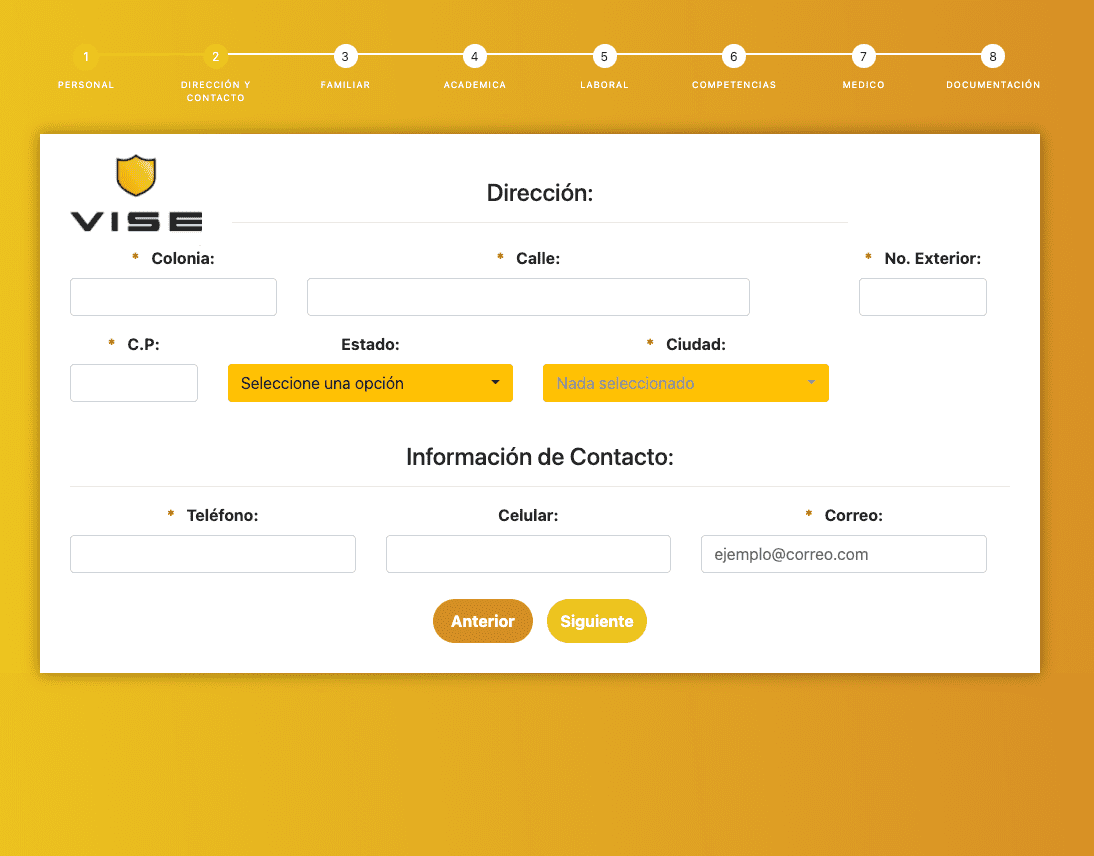 1 2 3 4 5 6 7 8
PERSONAL DIRECCIÓN Y FAMILIAR ACADEMICA LABORAL COMPETENCIAS MEDICO DOCUMENTACIÓN
CONTACTO
VISE
Dirección:
* Colonia: * Calle: * No. Exterior:
* C.P: Estado: * Ciudad:
Seleccione una opción Nada seleccionado
Información de Contacto:
* Teléfono: Celular: * Correo:
ejemplo@correo.com
Anterior Siguiente